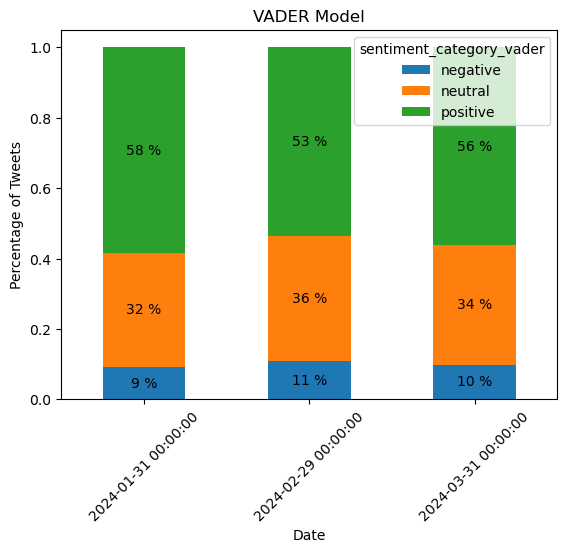 VADER Model
sentiment_category_vader
negative
neutral
positive
Percentage of Tweets
1.0
0.8
0.6
0.4
0.2
0.0
58 %
53 %
56 %
32 %
36 %
34 %
9 %
11 %
10 %
2024-01-31 00:00:00
2024-02-29 00:00:00
2024-03-31 00:00:00
Date